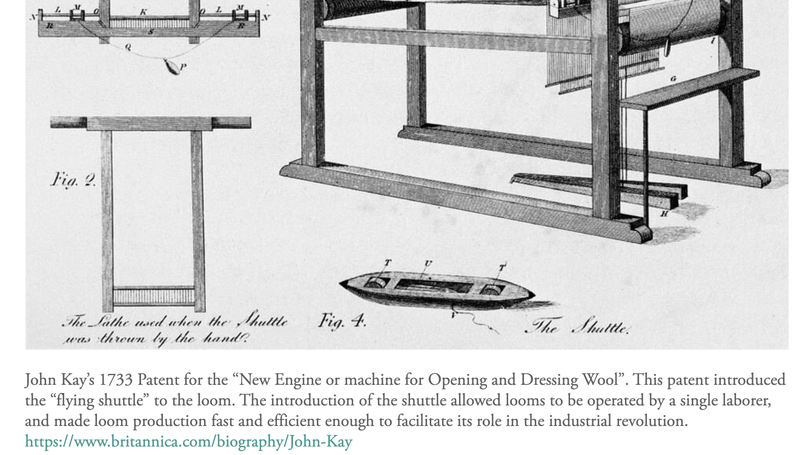 N L M O K O L M N
R S R
Q
P
l
G
Fig. 2.
H
T U T
The Lathe used when the Shuttle
was thrown by the hand.
Fig. 4.
The Shuttle.
John Kay’s 1733 Patent for the “New Engine or machine for Opening and Dressing Wool”. This patent introduced
the “flying shuttle” to the loom. The introduction of the shuttle allowed looms to be operated by a single laborer,
and made loom production fast and efficient enough to facilitate its role in the industrial revolution.
https://www.britannica.com/biography/John-Kay